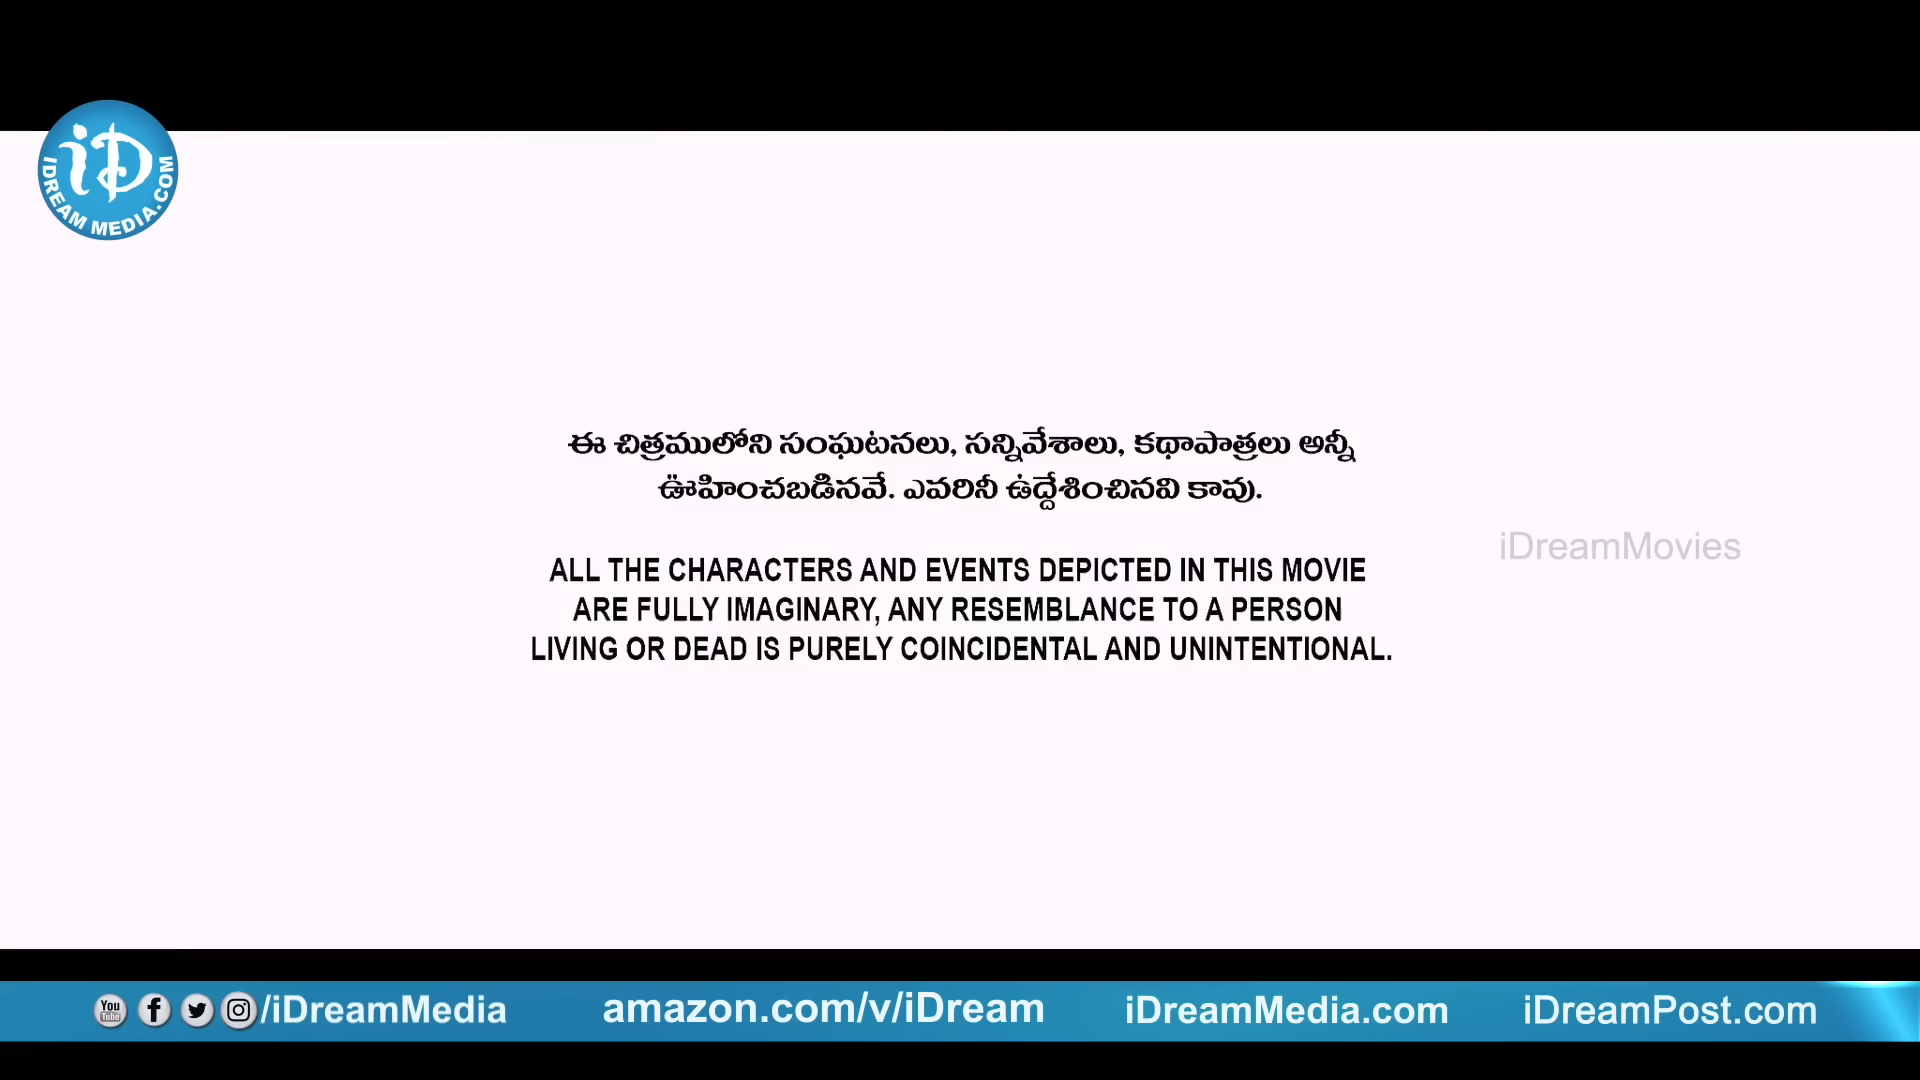 iD
IDREAM MEDIA.COM
ఈ చిత్రములోని సంఘటనలు, సన్నివేశాలు, కథాపాత్రలు అన్నీ
ఊహించబడినవే. ఎవరినీ ఉద్దేశించినవి కావు.
iDreamMovies
ALL THE CHARACTERS AND EVENTS DEPICTED IN THIS MOVIE
ARE FULLY IMAGINARY, ANY RESEMBLANCE TO A PERSON
LIVING OR DEAD IS PURELY COINCIDENTAL AND UNINTENTIONAL.
You Tube /iDreamMedia amazon.com/v/iDream iDreamMedia.com iDreamPost.com